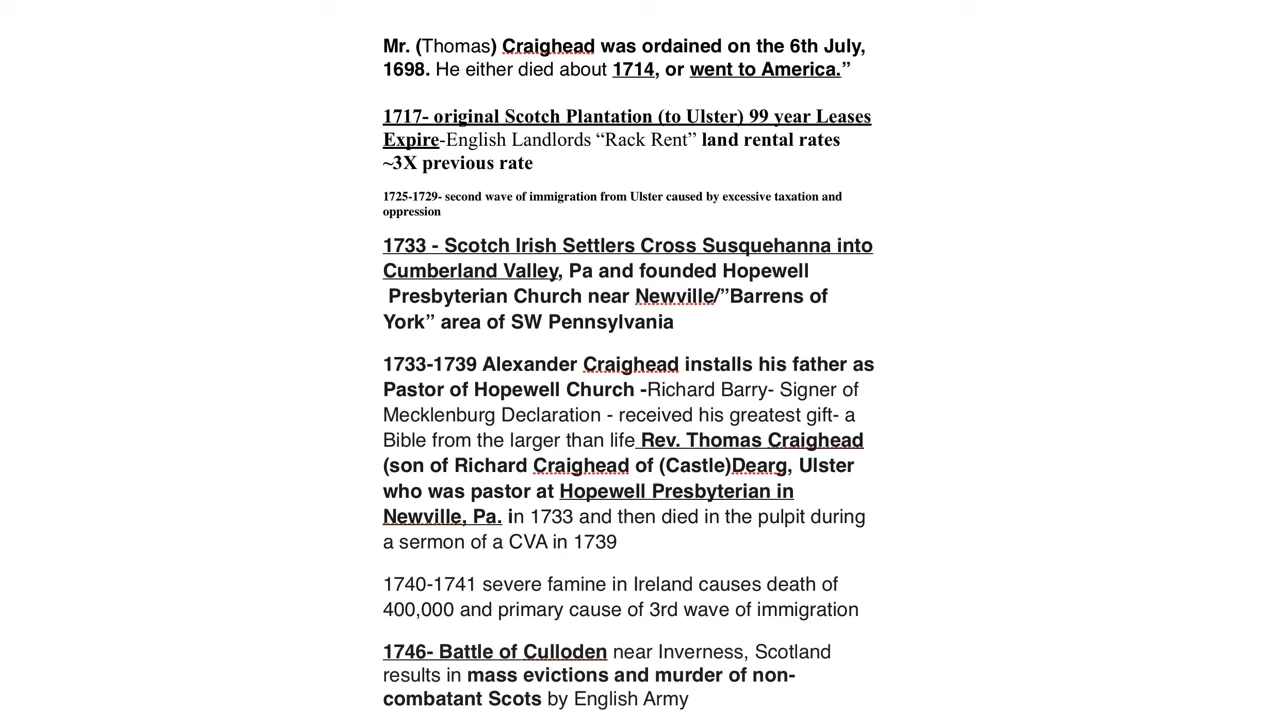 Mr. (Thomas) Craighead was ordained on the 6th July,
1698. He either died about 1714, or went to America.”
1717- original Scotch Plantation (to Ulster) 99 year Leases
Expire-English Landlords “Rack Rent” land rental rates
~3X previous rate
1725-1729- second wave of immigration from Ulster caused by excessive taxation and
oppression
1733 - Scotch Irish Settlers Cross Susquehanna into
Cumberland Valley, Pa and founded Hopewell
Presbyterian Church near Newville/”Barrens of
York” area of SW Pennsylvania
1733-1739 Alexander Craighead installs his father as
Pastor of Hopewell Church -Richard Barry- Signer of
Mecklenburg Declaration - received his greatest gift- a
Bible from the larger than life Rev. Thomas Craighead
(son of Richard Craighead of (Castle)Dearg, Ulster
who was pastor at Hopewell Presbyterian in
Newville, Pa. in 1733 and then died in the pulpit during
a sermon of a CVA in 1739
1740-1741 severe famine in Ireland causes death of
400,000 and primary cause of 3rd wave of immigration
1746- Battle of Culloden near Inverness, Scotland
results in mass evictions and murder of non-
combatant Scots by English Army